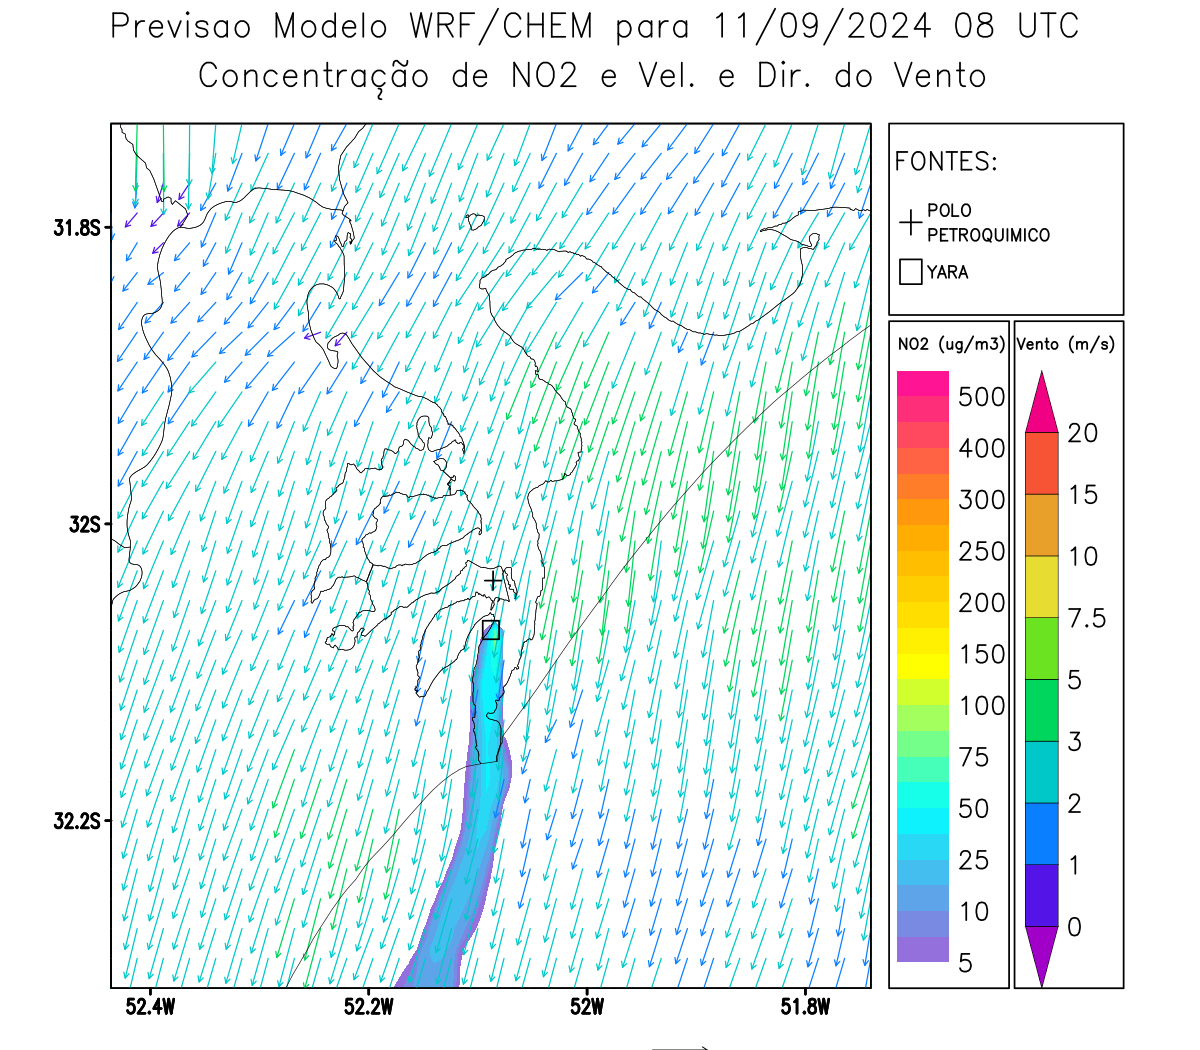 Previsao Modelo WRF/CHEM para 11/09/2024 08 UTC
Concentração de NO2 e Vel. e Dir. do Vento
FONTES:
POLO
PETROQUIMICO
YARA
NO2 (ug/m3)
500
400
300
250
200
150
100
75
50
25
10
5
Vento (m/s)
20
15
10
7.5
5
3
2
1
0
31.8S
32S
32.2S
52.4W
52.2W
52W
51.8W